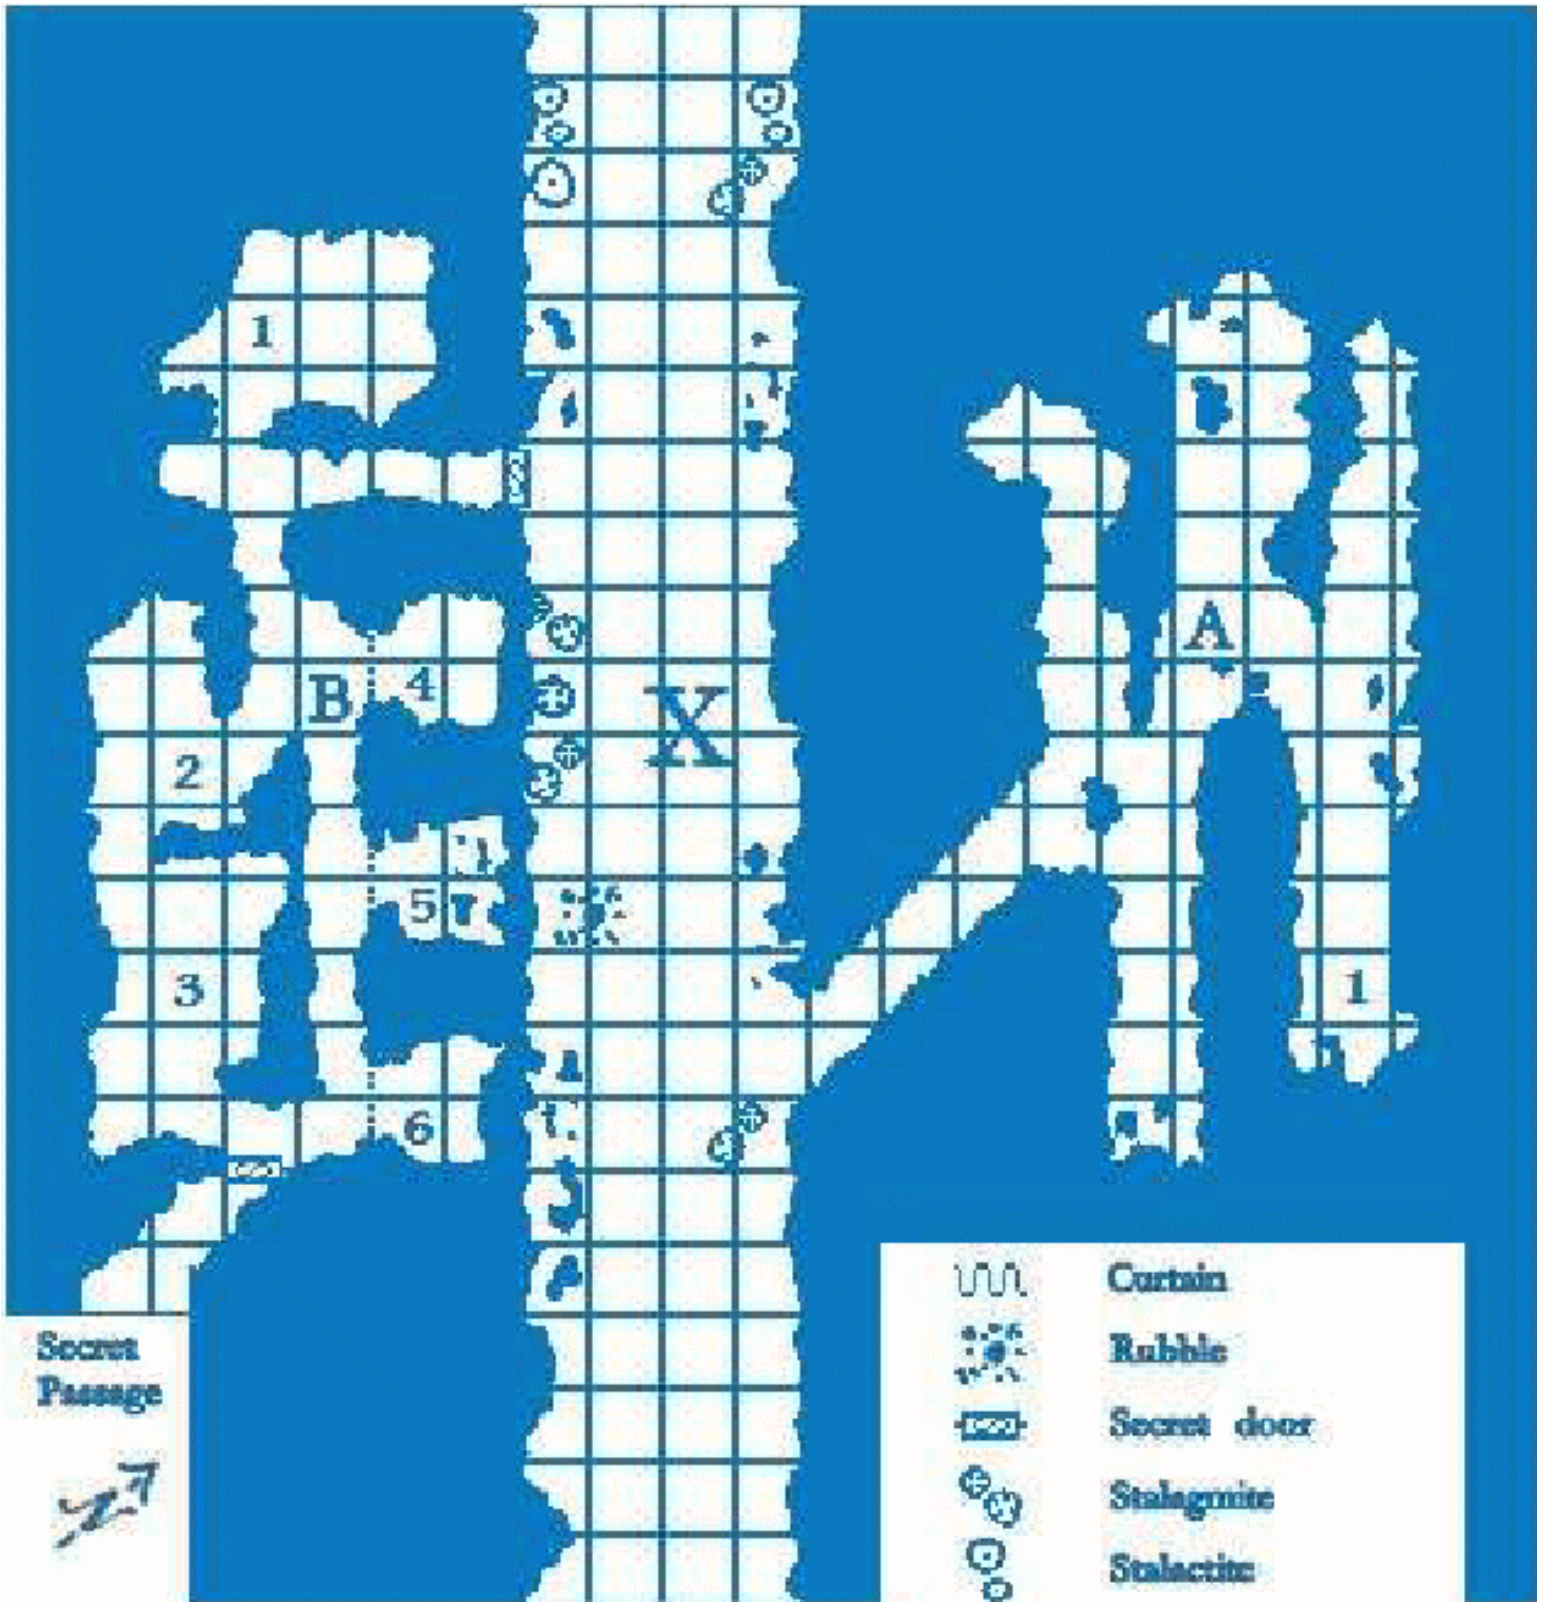 1
A
B
4
X
2
5
3
1
6
Curtain
Secret
Passage
Rubble
Secret door
N
Stalagmite
Stalactite